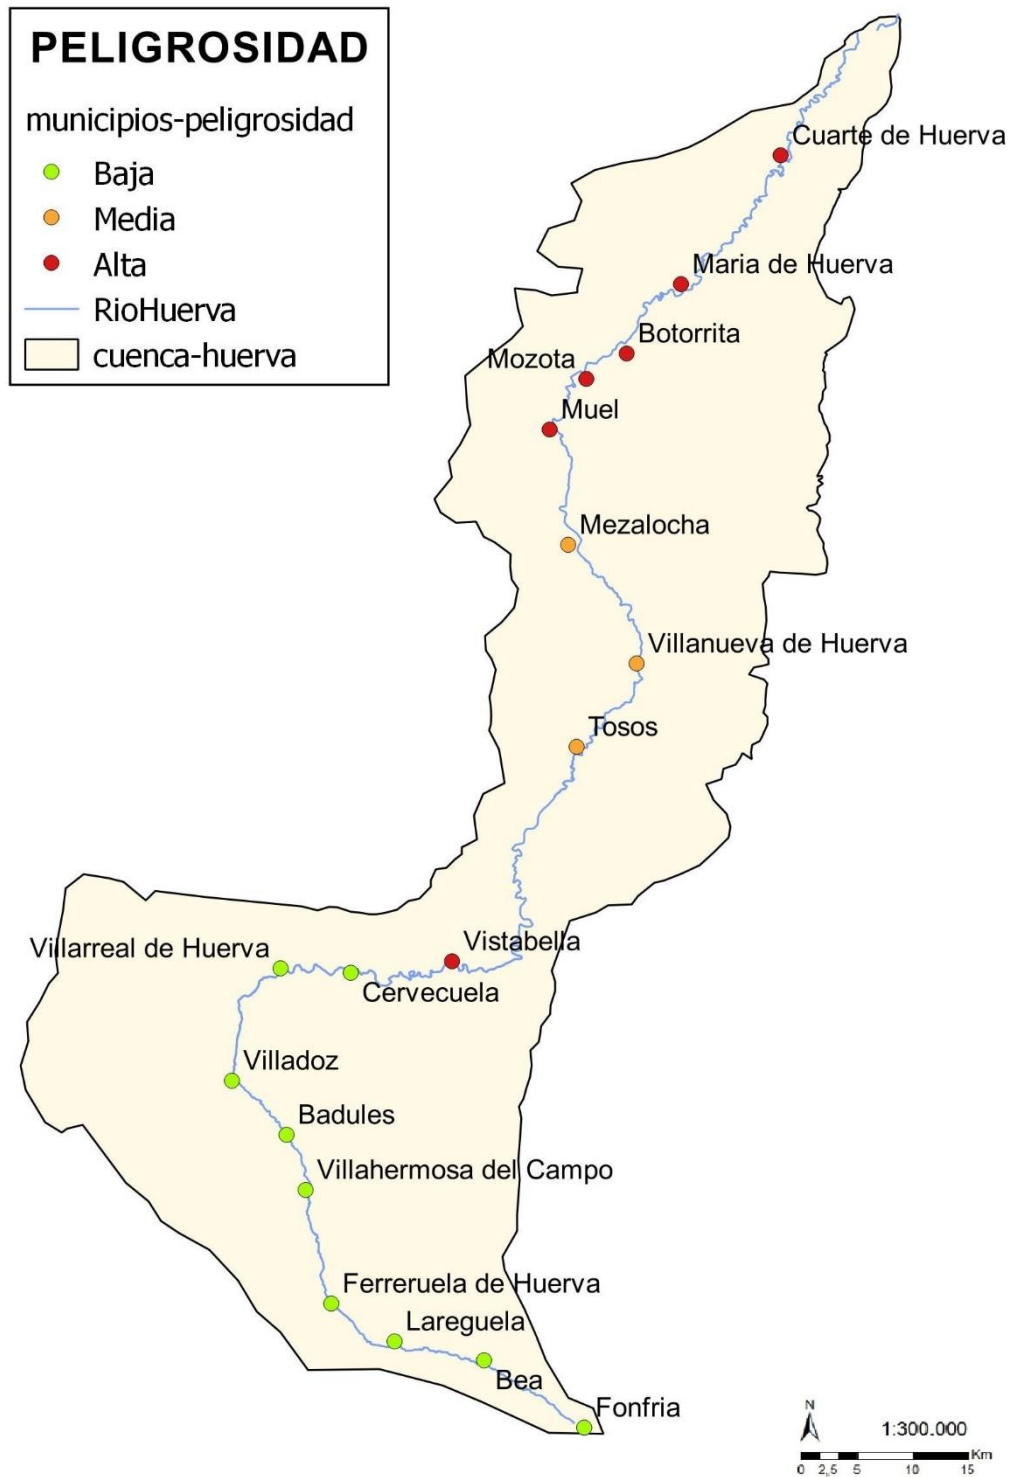 PELIGROSIDAD
municipios-peligrosidad
Baja
Media
Alta
RioHuerva
cuenca-huerva
Cuarte de Huerva
Maria de Huerva
Botorrita
Mozota
Muel
Mezalocha
Villanueva de Huerva
Tosos
Vistabella
Villarreal de Huerva
Cervecuela
Villadoz
Badules
Villahermosa del Campo
Ferreruela de Huerva
Lareguela
Bea
Fonfria
N
1:300.000
Km
0 2,5 5 10 15